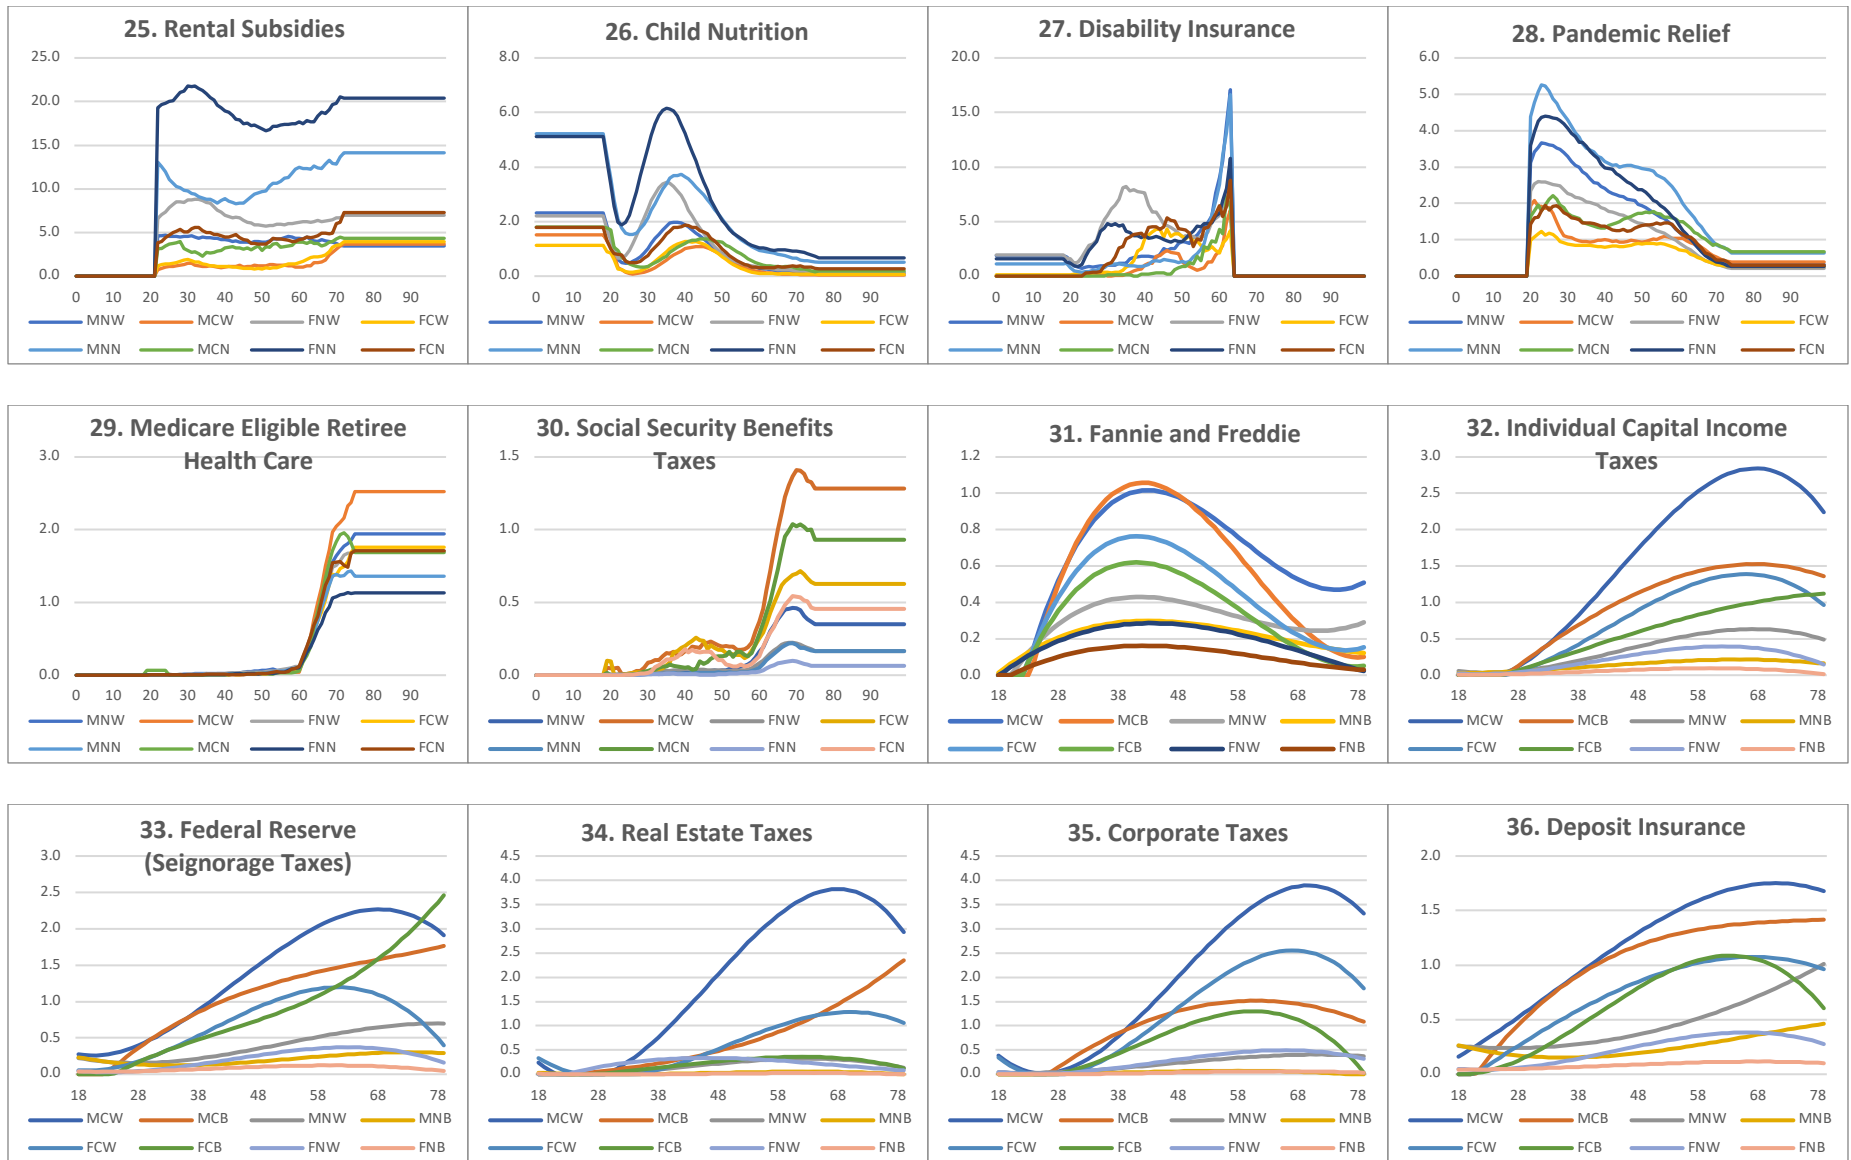 25. Rental Subsidies
25.0
20.0
15.0
10.0
5.0
0.0
0 10 20 30 40 50 60 70 80 90
MNW MCW FNW FCW
MNN MCN FNN FCN
26. Child Nutrition
8.0
6.0
4.0
2.0
0.0
0 10 20 30 40 50 60 70 80 90
MNW MCW FNW FCW
MNN MCN FNN FCN
27. Disability Insurance
20.0
15.0
10.0
5.0
0.0
0 10 20 30 40 50 60 70 80 90
MNW MCW FNW FCW
MNN MCN FNN FCN
28. Pandemic Relief
6.0
5.0
4.0
3.0
2.0
1.0
0.0
0 10 20 30 40 50 60 70 80 90
MNW MCW FNW FCW
MNN MCN FNN FCN
29. Medicare Eligible Retiree
Health Care
3.0
2.0
1.0
0.0
0 10 20 30 40 50 60 70 80 90
MNW MCW FNW FCW
MNN MCN FNN FCN
30. Social Security Benefits
Taxes
1.5
1.0
0.5
0.0
0 10 20 30 40 50 60 70 80 90
MNW MCW FNW FCW
MNN MCN FNN FCN
31. Fannie and Freddie
1.2
1.0
0.8
0.6
0.4
0.2
0.0
18 28 38 48 58 68 78
MCW MCB MNW MNB
FCW FCB FNW FNB
32. Individual Capital Income
Taxes
3.0
2.5
2.0
1.5
1.0
0.5
0.0
18 28 38 48 58 68 78
MCW MCB MNW MNB
FCW FCB FNW FNB
33. Federal Reserve
(Seignorage Taxes)
3.0
2.5
2.0
1.5
1.0
0.5
0.0
18 28 38 48 58 68 78
MCW MCB MNW MNB
FCW FCB FNW FNB
34. Real Estate Taxes
4.5
4.0
3.5
3.0
2.5
2.0
1.5
1.0
0.5
0.0
18 28 38 48 58 68 78
MCW MCB MNW MNB
FCW FCB FNW FNB
35. Corporate Taxes
4.5
4.0
3.5
3.0
2.5
2.0
1.5
1.0
0.5
0.0
18 28 38 48 58 68 78
MCW MCB MNW MNB
FCW FCB FNW FNB
36. Deposit Insurance
2.0
1.5
1.0
0.5
0.0
18 28 38 48 58 68 78
MCW MCB MNW MNB
FCW FCB FNW FNB